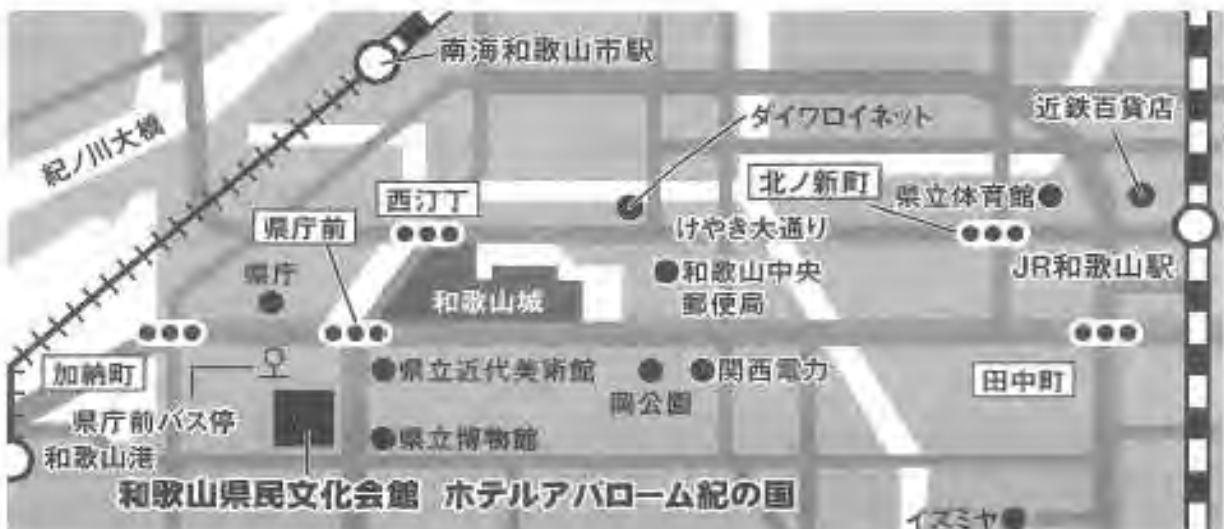 南海和歌山市駅
近鉄百貨店
ダイワロイネット
紀ノ川大橋
北ノ新町
西汀丁
県立体育館
県庁前
けやき大通り
県庁
和歌山城
和歌山中央
郵便局
JR和歌山駅
加納町
県立近代美術館
岡公園
関西電力
田中町
県庁前バス停
和歌山港
県立博物館
和歌山県民文化会館 ホテルアバローム紀の国
イズミヤ